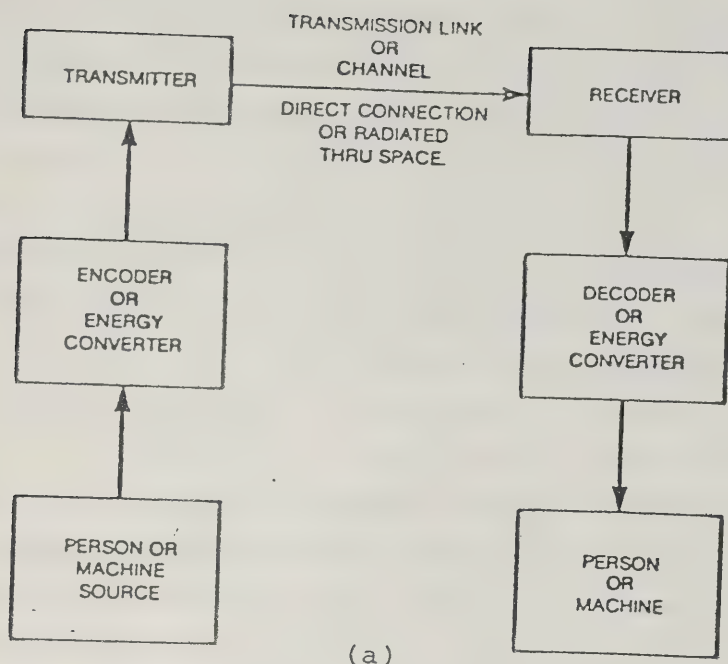 TRANSMITTER
TRANSMISSION LINK
OR
CHANNEL
DIRECT CONNECTION
OR RADIATED
THRU SPACE.
RECEIVER
ENCODER
OR
ENERGY
CONVERTER
DECODER
OR
ENERGY
CONVERTER
PERSON OR
MACHINE
SOURCE
PERSON
OR
MACHINE
(a)